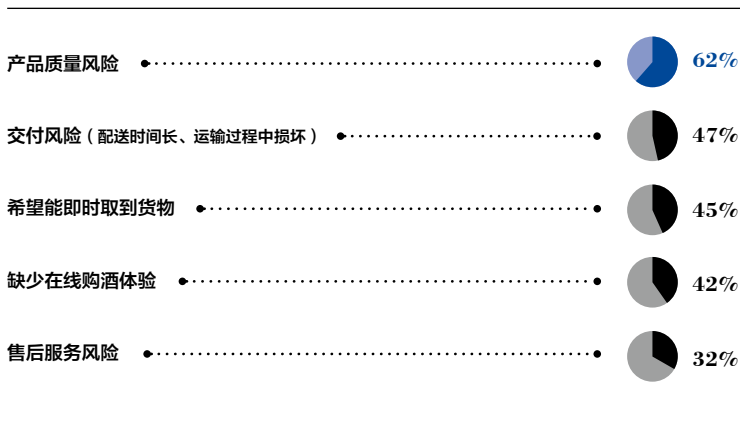 产品质量风险 62%
交付风险（配送时间长、运输过程中损坏） 47%
希望能即时取到货物 45%
缺少在线购酒体验 42%
售后服务风险 32%